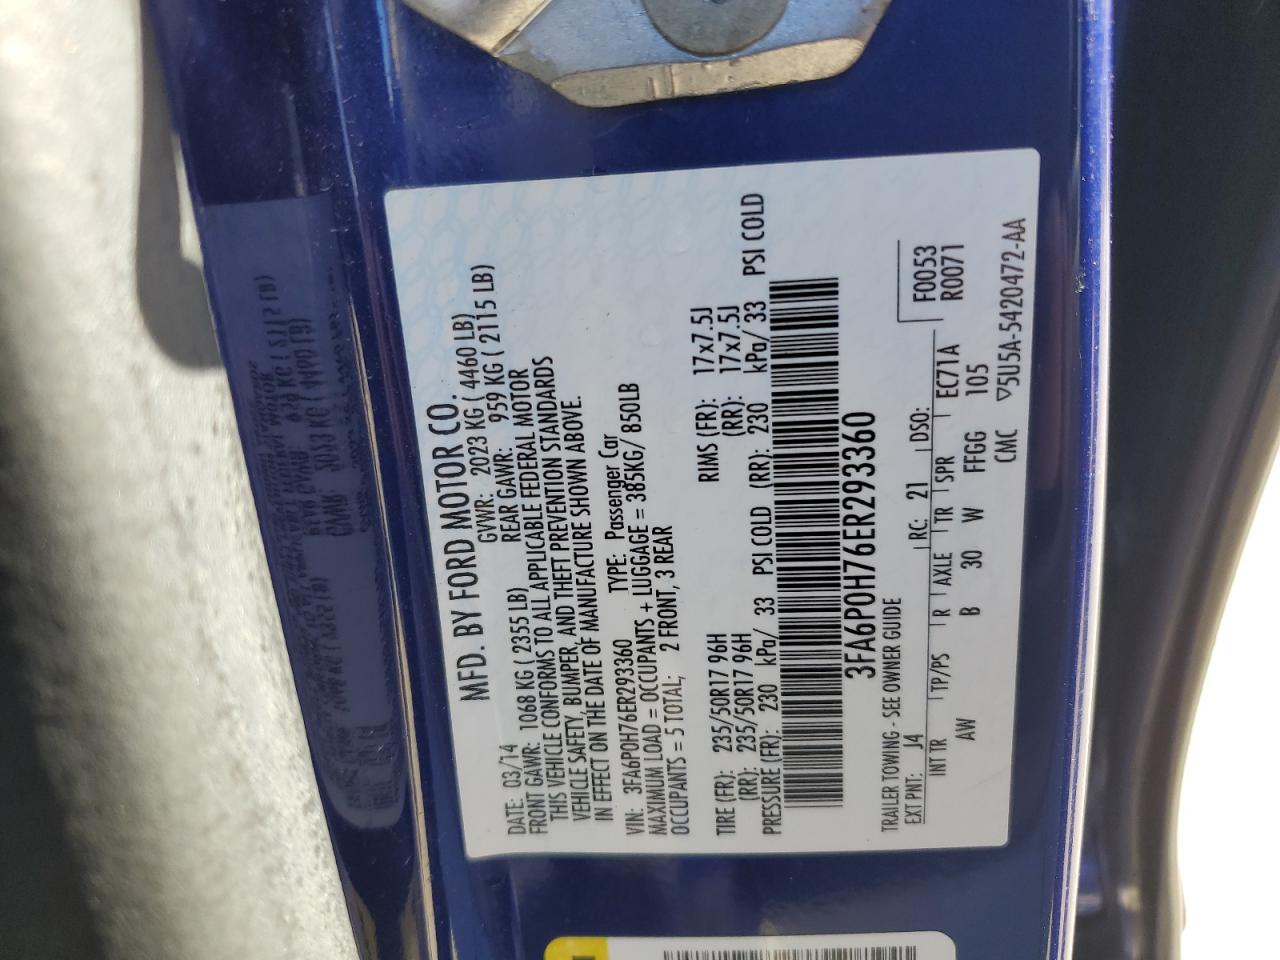 MFD. BY FORD MOTOR CO.
DATE: 03/14 GVWR: 2023 KG ( 4460 LB)
FRONT GAWR: 1068 KG ( 2355 LB) REAR GAWR: 959 KG ( 2115 LB)
THIS VEHICLE CONFORMS TO ALL APPLICABLE FEDERAL MOTOR
VEHICLE SAFETY, BUMPER, AND THEFT PREVENTION STANDARDS
IN EFFECT ON THE DATE OF MANUFACTURE SHOWN ABOVE.
VIN: 3FA6P0H76ER293360 TYPE: Passenger Car
MAXIMUM LOAD = OCCUPANTS + LUGGAGE = 385KG/ 850LB
OCCUPANTS = 5 TOTAL; 2 FRONT, 3 REAR
TIRE (FR): 235/50R17 96H RIMS (FR): 17x7.5J
(RR): 235/50R17 96H (RR): 17x7.5J
PRESSURE (FR): 230 kPa/ 33 PSI COLD (RR): 230 kPa/ 33 PSI COLD
3FA6P0H76ER293360
TRAILER TOWING - SEE OWNER GUIDE
EXT PNT: J4 RC: 21 DSO: F0053
INT TR TP/PS R AXLE TR SPR EC71A R0071
AW B 30 W FFGG 105
CMC ▽5U5A-5420472-AA